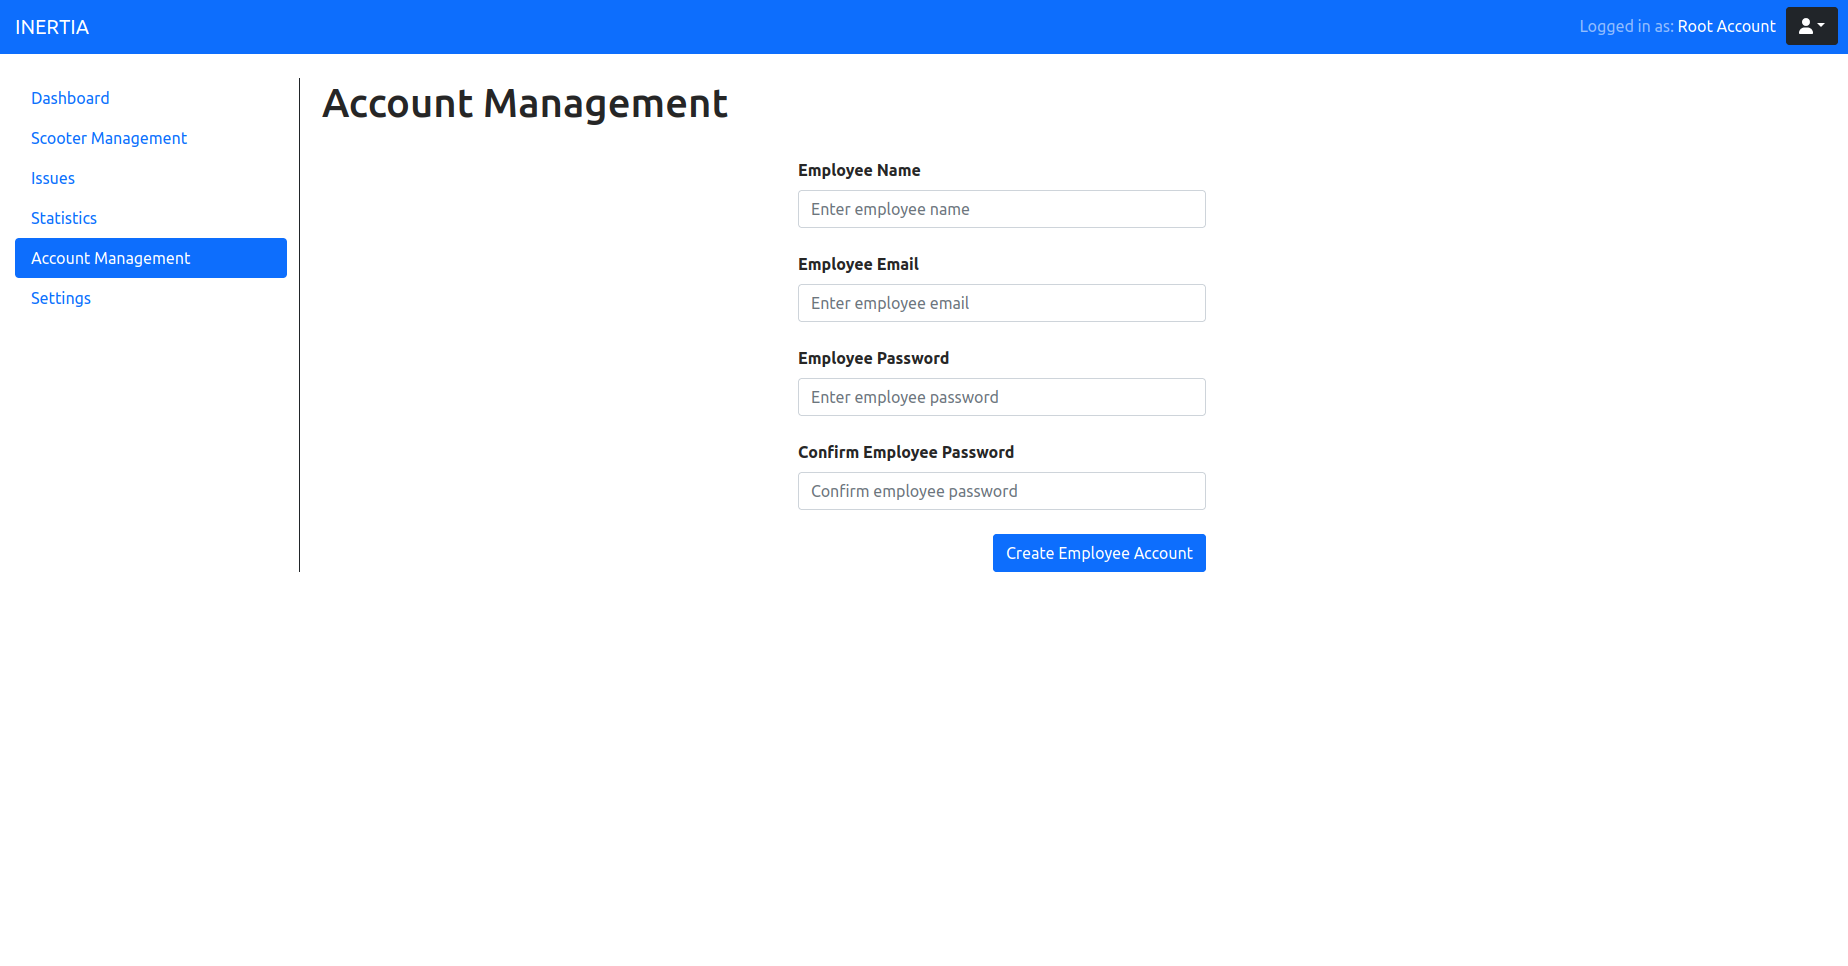 INERTIA
Logged in as: Root Account
Dashboard
Scooter Management
Issues
Statistics
Account Management
Settings
Account Management
Employee Name
Enter employee name
Employee Email
Enter employee email
Employee Password
Enter employee password
Confirm Employee Password
Confirm employee password
Create Employee Account